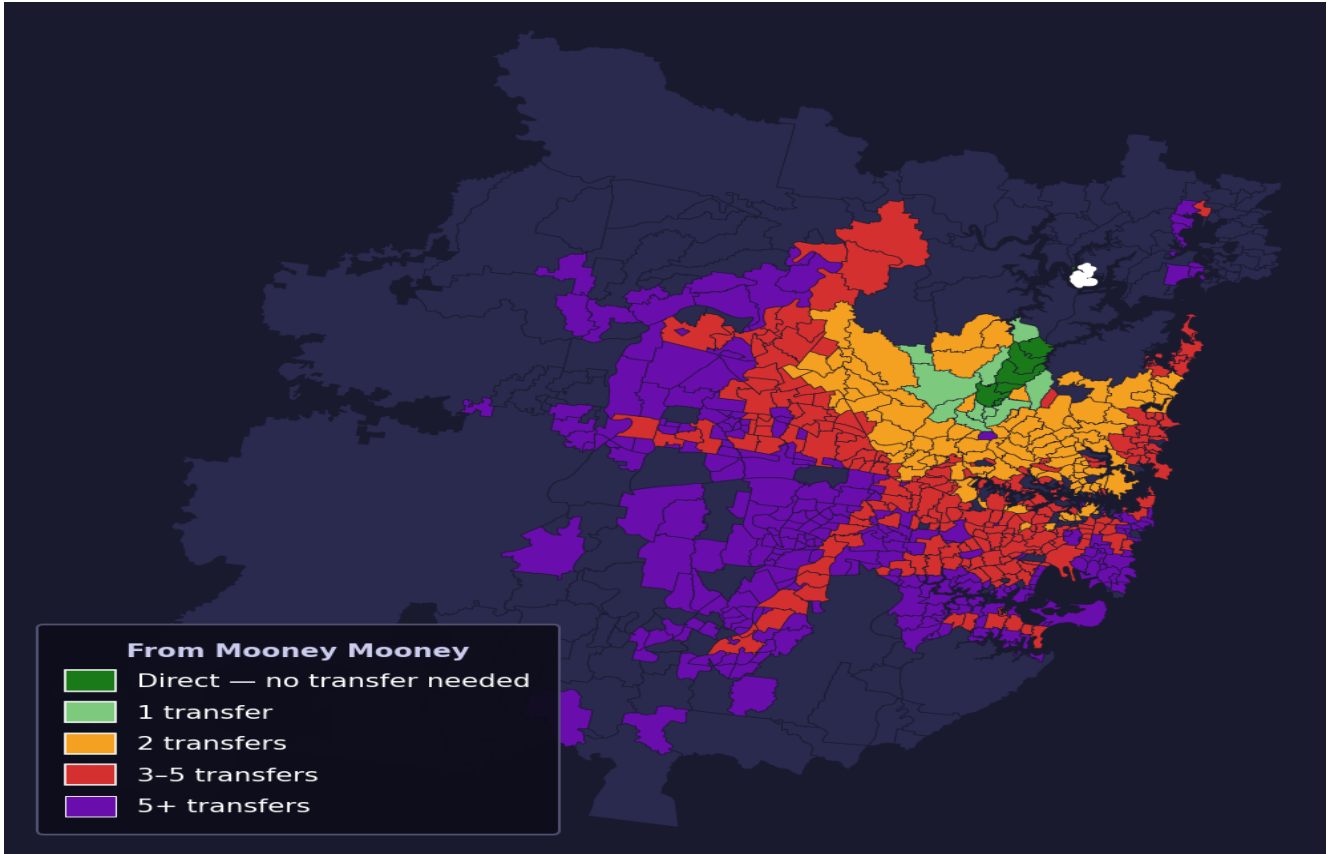 From Mooney Mooney
Direct — no transfer needed
1 transfer
2 transfers
3–5 transfers
5+ transfers